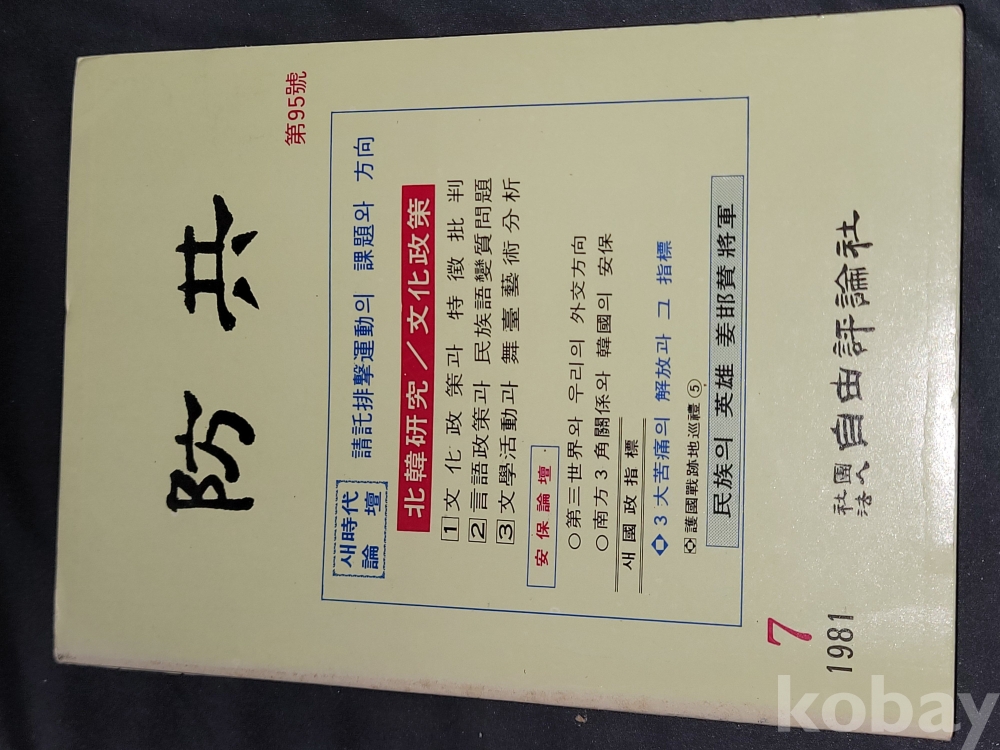 防共
第95號
새時代論壇
請託排擊運動의 課題와 方向
北韓研究/文化政策
1 文化政策과 特徵批判
2 言語政策과 民族語變質問題
3 文學活動과 舞臺藝術分析
安保論壇
○第三世界와 우리의 外交方向
○南方3角關係와 韓國의 安保
새國政指標
3大苦痛의 解放과 그 指標
護國戰跡地巡禮⑤
民族의 英雄 姜邯贊將軍
7
1981
社團法人 自由評論社
kobay